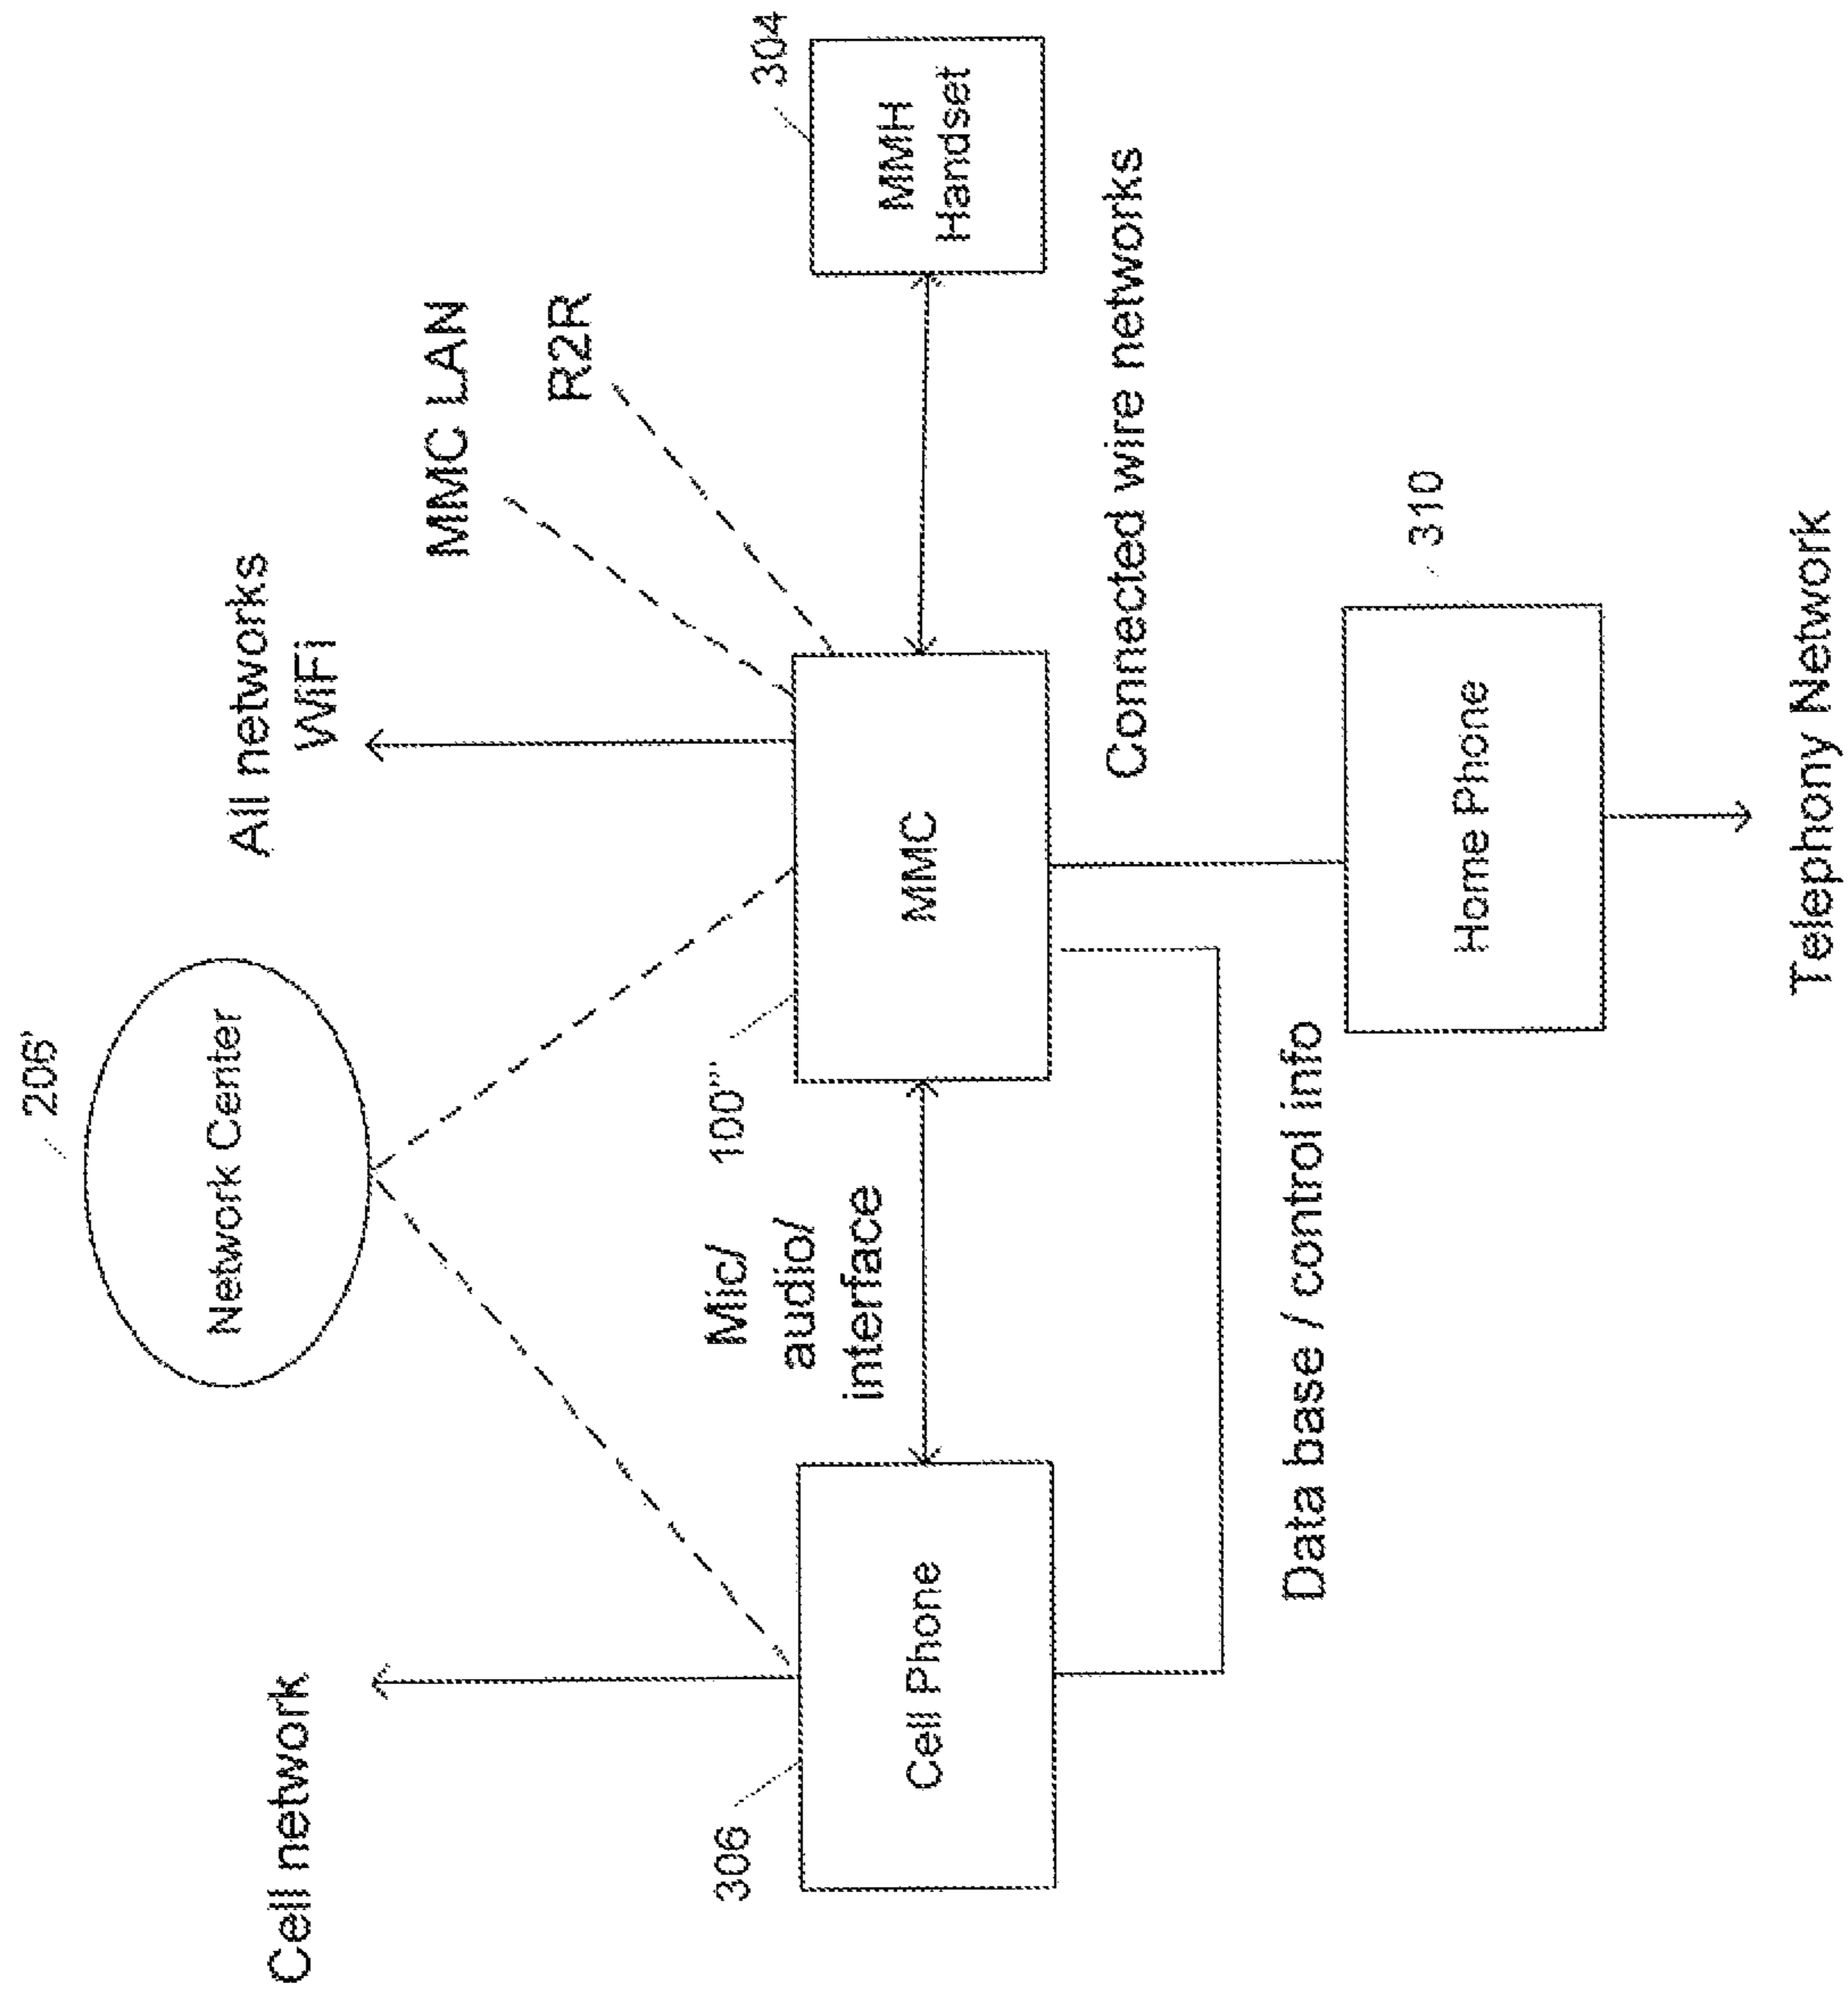 206'
Network Center
Cell network
All networks
WiFi
MMC LAN
R2R
306
Cell Phone
Mic/
audio/
interface
100''''
MMC
304
MMH
Handset
Connected wire networks
Data base / control info
310
Home Phone
Telephony Network